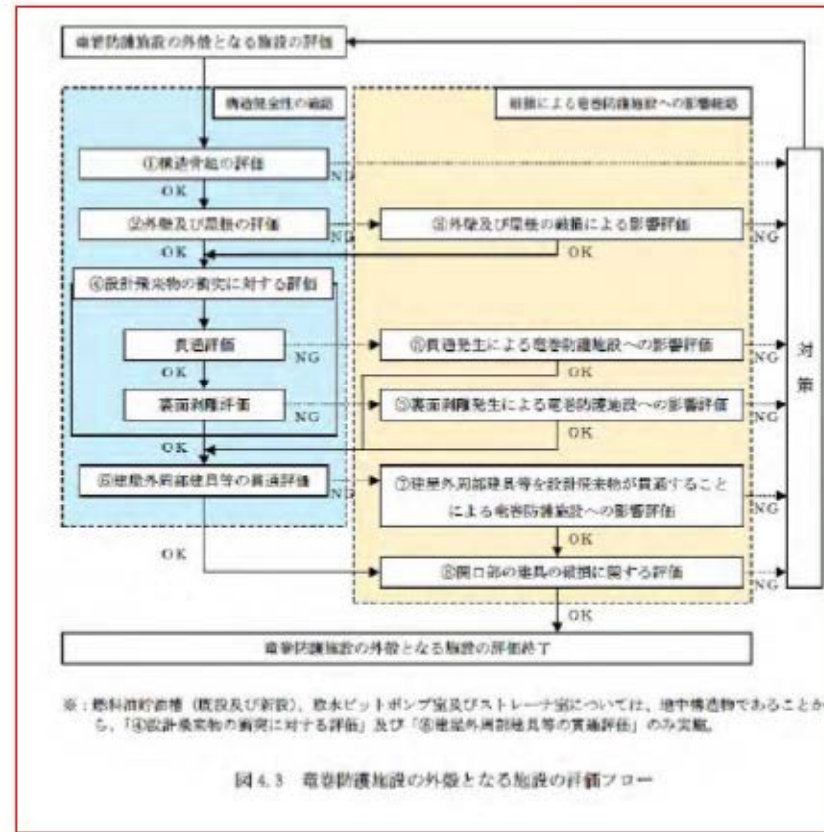 竜巻防護施設の外殻となる施設の評価
構造健全性の確認
破損による竜巻防護施設への影響確認
①構造骨組の評価
NG
OK
②外壁及び屋根の評価
NG
③外壁及び屋根の破損による影響評価
NG
OK
OK
④設計飛来物の衝突に対する評価
貫通評価
NG
貫通発生による竜巻防護施設への影響評価
NG
OK
OK
対策
裏面剥離評価
NG
裏面剥離発生による竜巻防護施設への影響評価
NG
OK
OK
建屋外周部建具等の貫通評価
NG
⑦建屋外周部建具等を設計飛来物が貫通すること
による竜巻防護施設への影響評価
NG
OK
OK
⑧開口部の建具の破損に関する評価
NG
OK
竜巻防護施設の外殻となる施設の評価終了
※：燃料油貯油槽（既設及び新設）、取水ピットポンプ室及びストレーナ室については、地中構造物であることか
ら、「④設計飛来物の衝突に対する評価」及び「建屋外周部建具等の貫通評価」のみ実施。
図4.3 竜巻防護施設の外殻となる施設の評価フロー